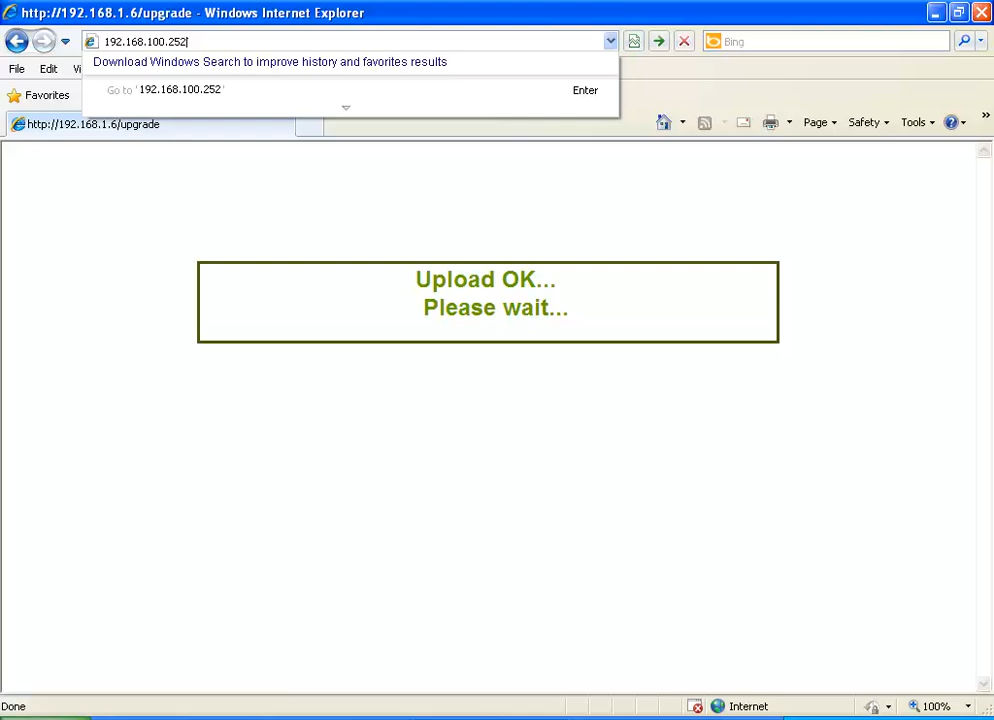 http://192.168.1.6/upgrade - Windows Internet Explorer
192.168.100.252
Bing
Download Windows Search to improve history and favorites results
File Edit Vi
Go to '192.168.100.252' Enter
Favorites
http://192.168.1.6/upgrade
Page Safety Tools »
Upload OK...
Please wait...
Done
Internet
100%